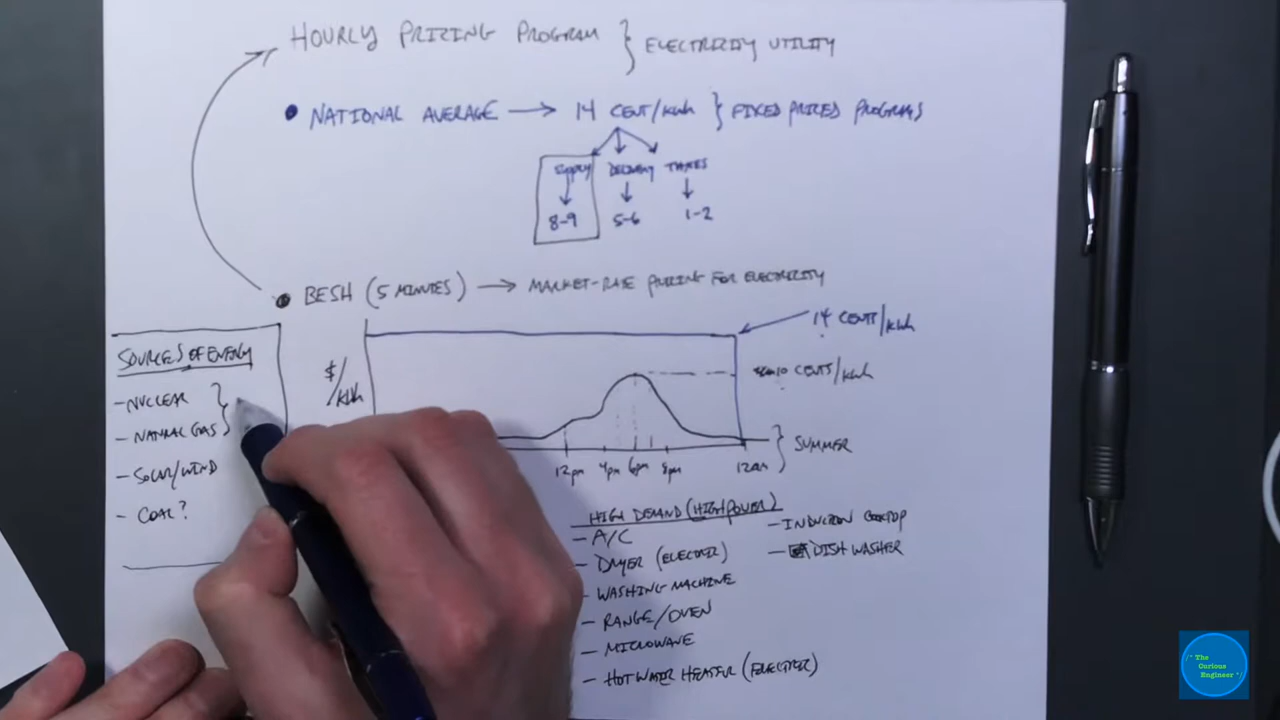 HOURLY PRICING PROGRAM } ELECTRICITY UTILITY
NATIONAL AVERAGE → 14 CENT/KWh } FIXED PRICED PROGRAMS
SUPPLY DELIVERY TAXES
8-9 5-6 1-2
BESH (5 MINUTES) → MARKET-RATE PRICING FOR ELECTRICITY
14 CENTS/KWh
SOURCES OF ENERGY
- NUCLEAR
- NATURAL GAS
- SOLAR/WIND
- COAL?
$/KWh
10 CENTS/KWh
SUMMER
12pm 4pm 6pm 8pm 12am
HIGH DEMAND (HIGH POWER)
- A/C
- DRYER (ELECTRIC)
- WASHING MACHINE
- RANGE/OVEN
- MICROWAVE
- HOT WATER HEATER (ELECTRIC)
- INDUCTION COOKTOP
- DISH WASHER
/* The
Curious
Engineer */